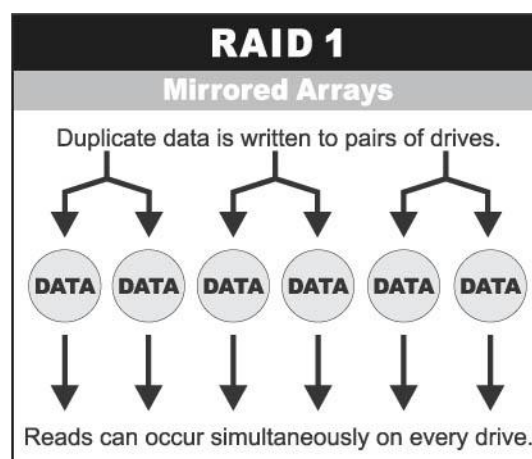 RAID 1
Mirrored Arrays
Duplicate data is written to pairs of drives.
DATA DATA DATA DATA DATA DATA
Reads can occur simultaneously on every drive.